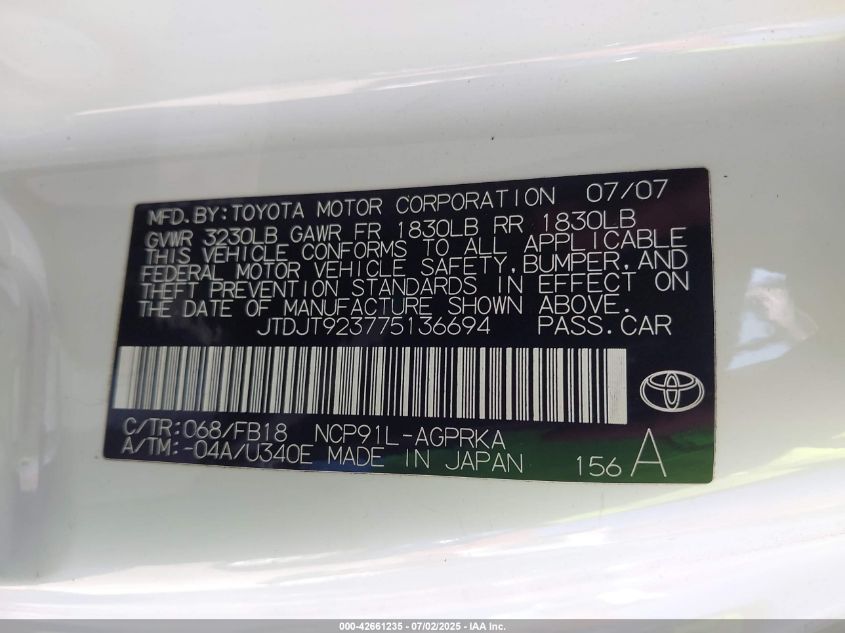 MFD. BY: TOYOTA MOTOR CORPORATION 07/07
GVWR 3230LB GAWR FR 1830LB RR 1830LB
THIS VEHICLE CONFORMS TO ALL APPLICABLE
FEDERAL MOTOR VEHICLE SAFETY, BUMPER, AND
THEFT PREVENTION STANDARDS IN EFFECT ON
THE DATE OF MANUFACTURE SHOWN ABOVE.
JTDJT923775136694 PASS. CAR
C/TR: 068/FB18 NCP91L-AGPRKA
A/TM: -04A/U340E MADE IN JAPAN 156 A
000-42661235 - 07/02/2025 - IAA Inc.